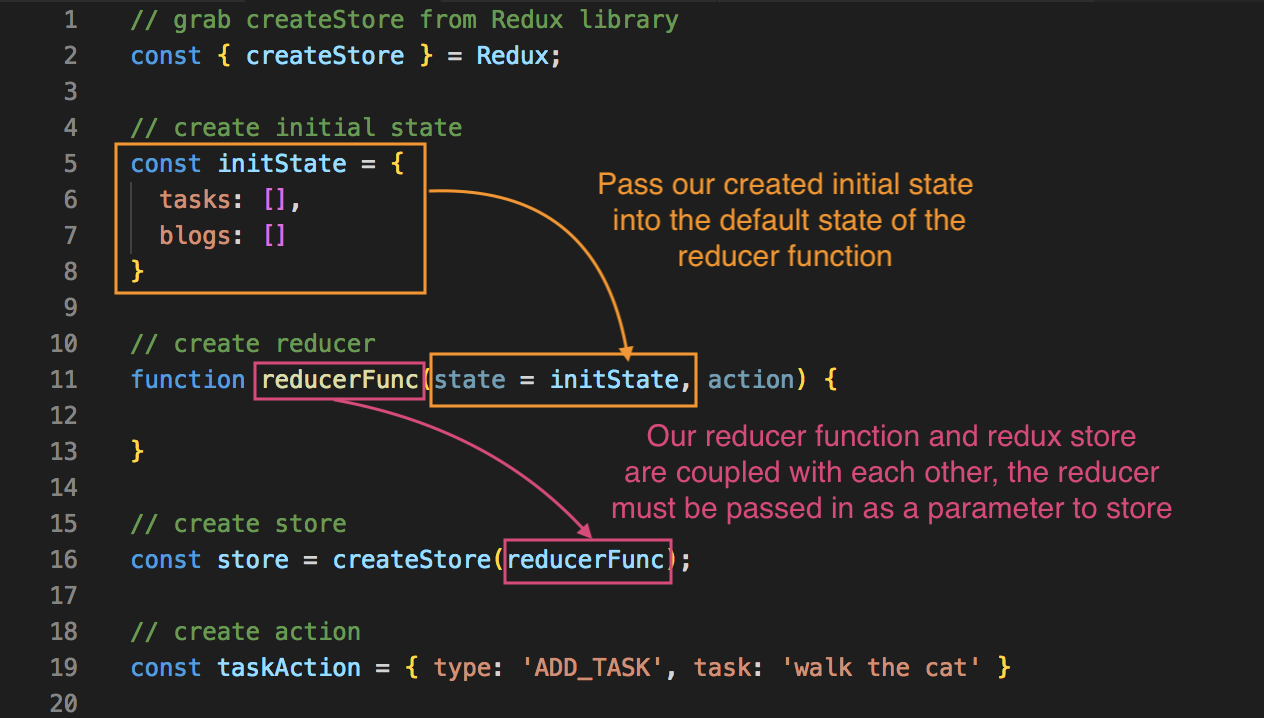 1 // grab createStore from Redux library
2 const { createStore } = Redux;
3
4 // create initial state
5 const initState = {
6 tasks: [],
7 blogs: []
8 }
9
10 // create reducer
11 function reducerFunc(state = initState, action) {
12
13 }
14
15 // create store
16 const store = createStore(reducerFunc);
17
18 // create action
19 const taskAction = { type: 'ADD_TASK', task: 'walk the cat' }
20
Pass our created initial state
into the default state of the
reducer function
Our reducer function and redux store
are coupled with each other, the reducer
must be passed in as a parameter to store